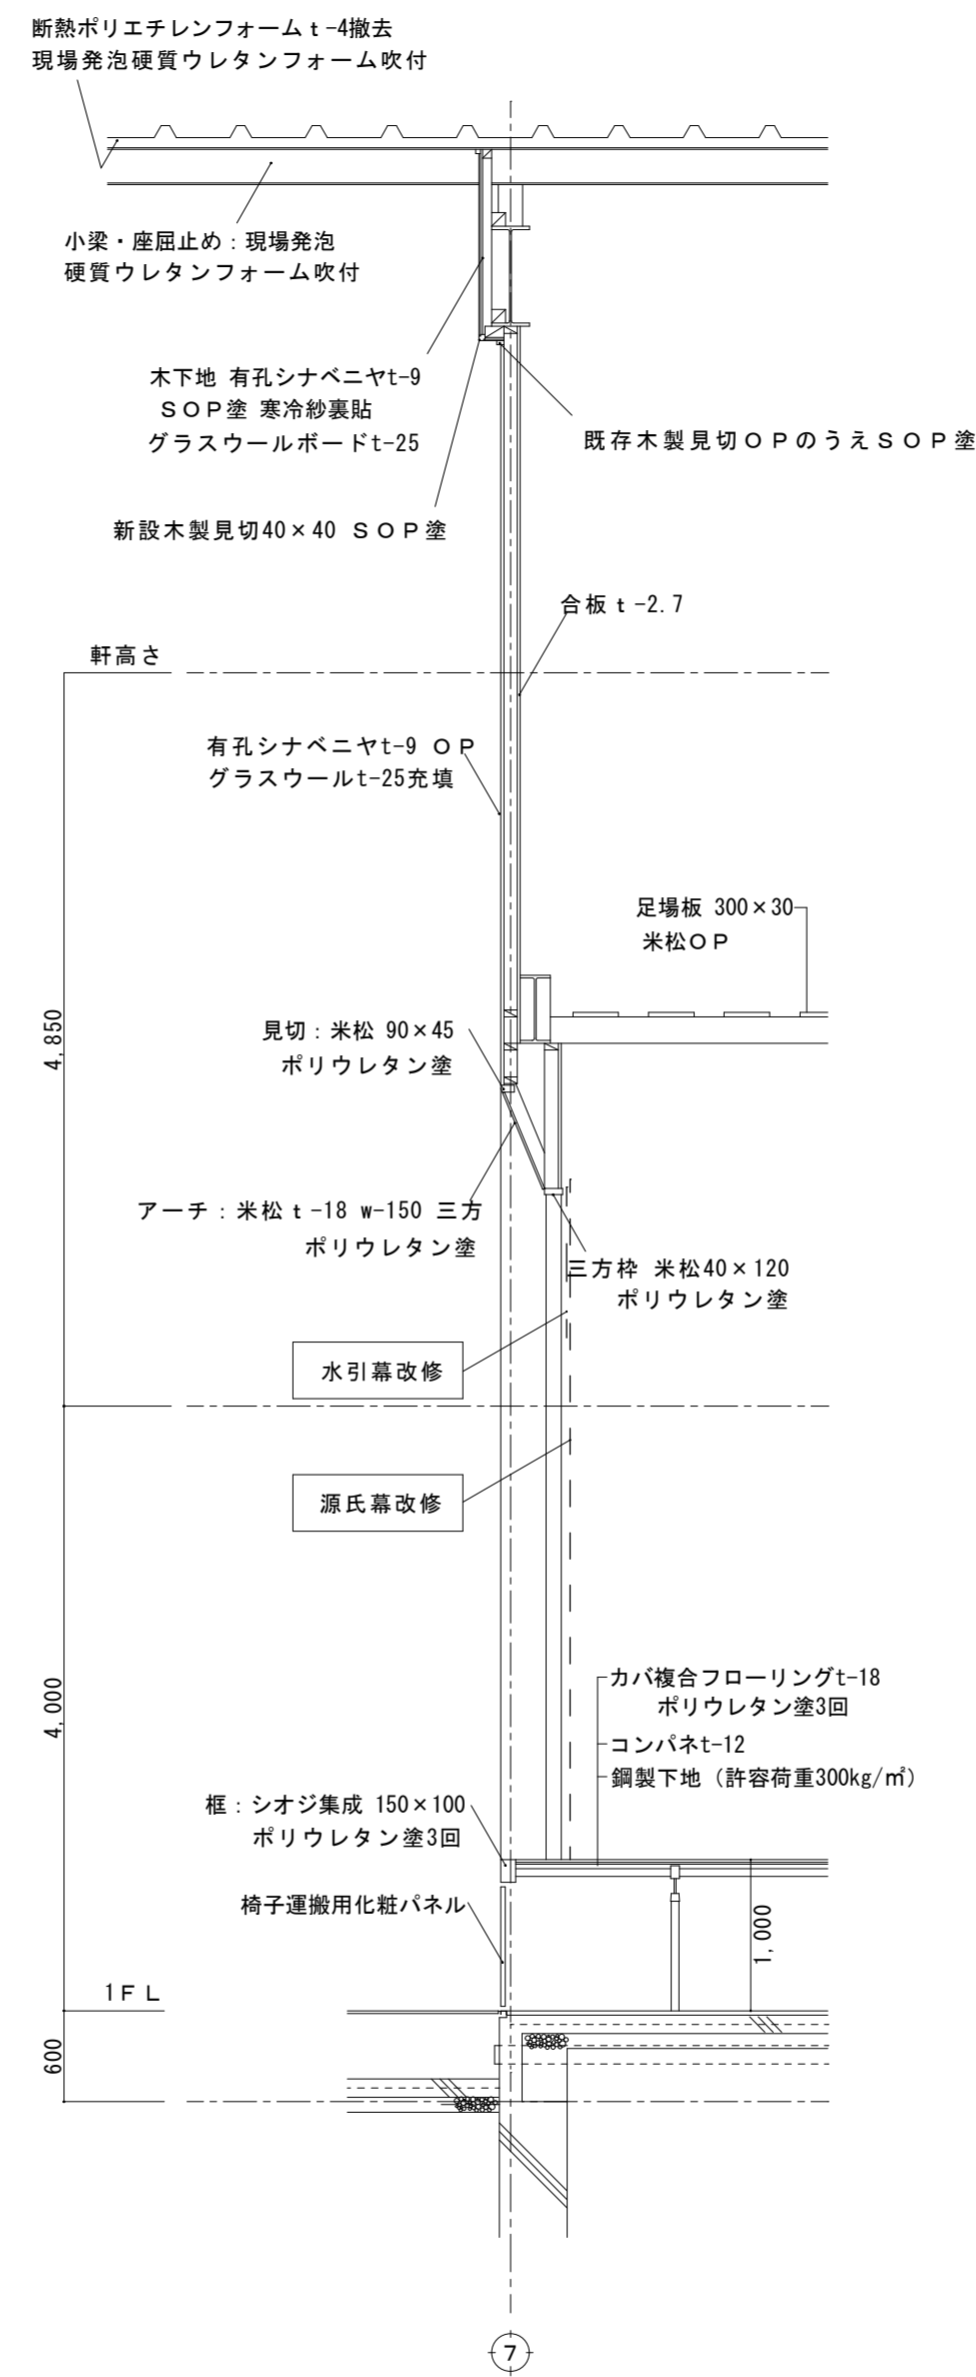 断熱ポリエチレンフォームｔ-4撤去
現場発泡硬質ウレタンフォーム吹付
小梁・座屈止め：現場発泡
硬質ウレタンフォーム吹付
木下地 有孔シナベニヤt-9
ＳＯＰ塗 寒冷紗裏貼
グラスウールボードt-25
既存木製見切ＯＰのうえＳＯＰ塗
新設木製見切40×40 ＳＯＰ塗
合板ｔ-2.7
軒高さ
有孔シナベニヤt-9 ＯＰ
グラスウールt-25充填
足場板 300×30
米松ＯＰ
4,850
見切：米松 90×45
ポリウレタン塗
アーチ：米松ｔ-18 w-150 三方
ポリウレタン塗
三方枠 米松40×120
ポリウレタン塗
水引幕改修
源氏幕改修
4,000
カバ複合フローリングt-18
ポリウレタン塗3回
コンパネt-12
鋼製下地（許容荷重300kg/㎡）
框：シオジ集成 150×100
ポリウレタン塗3回
椅子運搬用化粧パネル
1,000
1ＦＬ
600
7